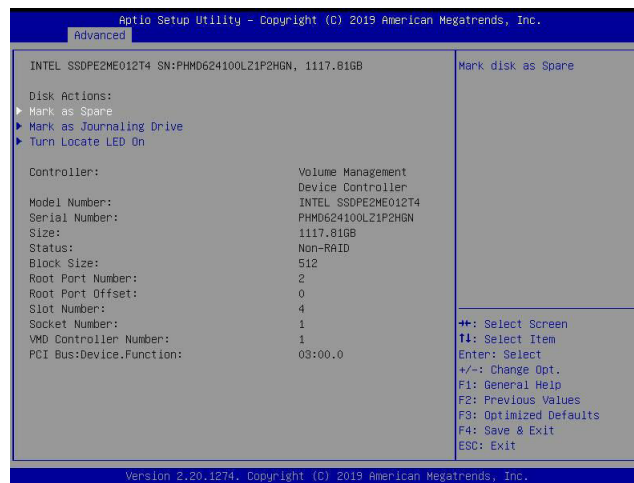 Aptio Setup Utility – Copyright (C) 2019 American Megatrends, Inc.
Advanced
INTEL SSDPE2ME012T4 SN:PHMD624100LZ1P2HGN, 1117.81GB
Disk Actions:
Mark as Spare
Mark as Journaling Drive
Turn Locate LED On
Controller: Volume Management
Device Controller
Model Number: INTEL SSDPE2ME012T4
Serial Number: PHMD624100LZ1P2HGN
Size: 1117.81GB
Status: Non-RAID
Block Size: 512
Root Port Number: 2
Root Port Offset: 0
Slot Number: 4
Socket Number: 1
VMD Controller Number: 1
PCI Bus:Device.Function: 03:00.0
Mark disk as Spare
→←: Select Screen
↑↓: Select Item
Enter: Select
+/-: Change Opt.
F1: General Help
F2: Previous Values
F3: Optimized Defaults
F4: Save & Exit
ESC: Exit
Version 2.20.1274. Copyright (C) 2019 American Megatrends, Inc.